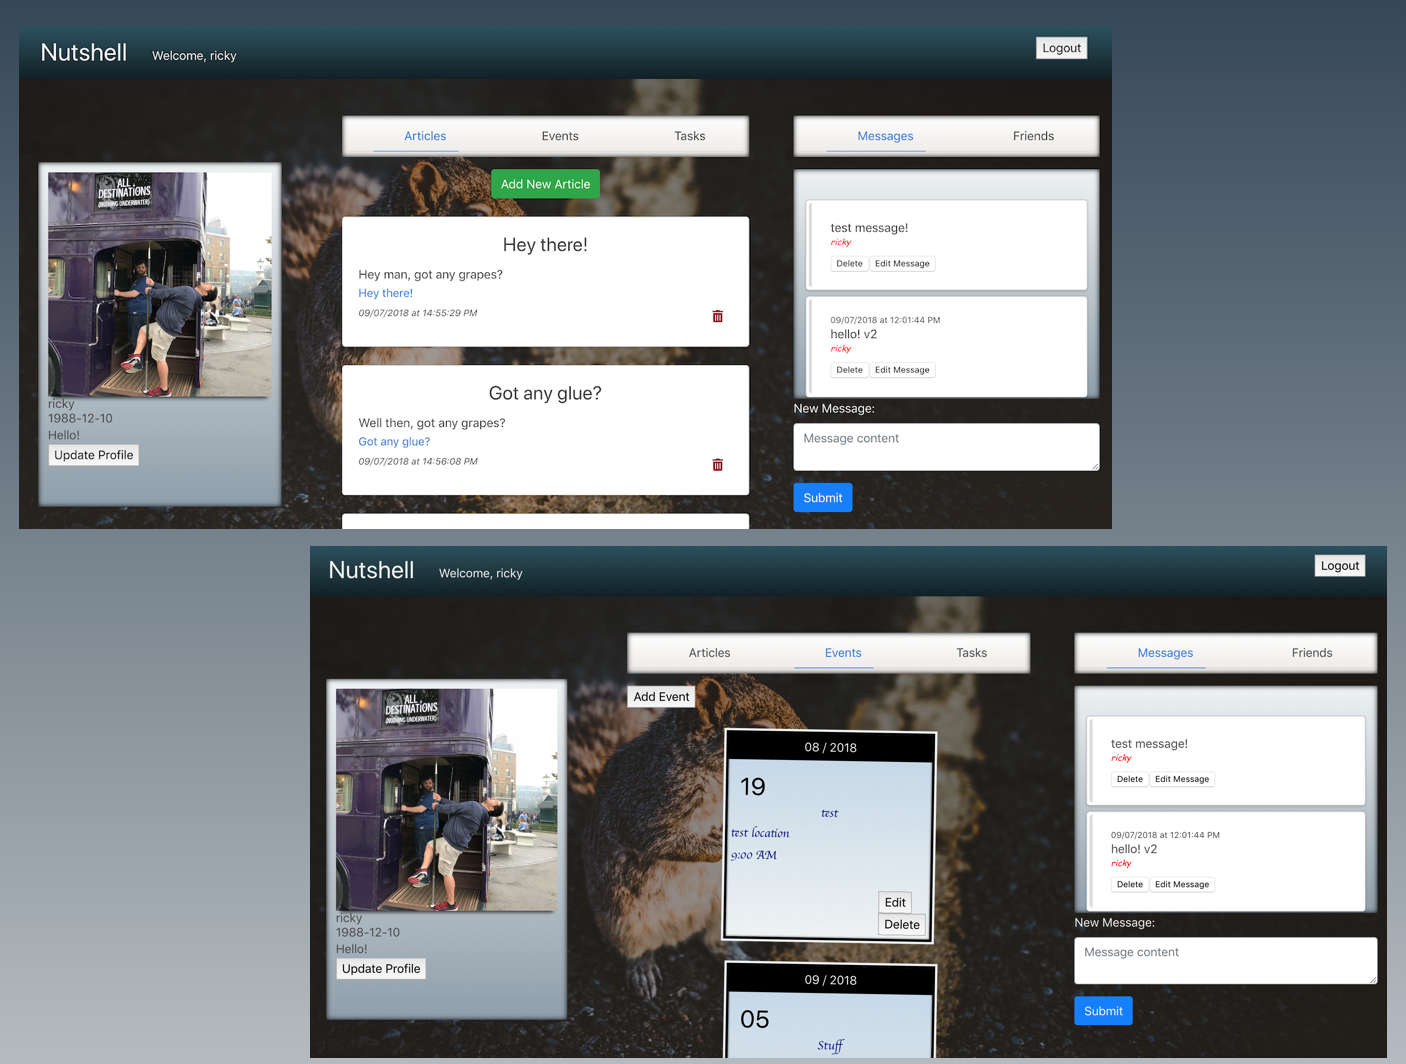 Nutshell
Welcome, ricky
Logout
Articles
Events
Tasks
Messages
Friends
ALL DESTINATIONS
(NOTHING UNDERWATER)
ricky
1988-12-10
Hello!
Update Profile
Add New Article
Hey there!
Hey man, got any grapes?
Hey there!
09/07/2018 at 14:55:29 PM
Got any glue?
Well then, got any grapes?
Got any glue?
09/07/2018 at 14:56:08 PM
test message!
ricky
Delete
Edit Message
09/07/2018 at 12:01:44 PM
hello! v2
ricky
Delete
Edit Message
New Message:
Message content
Submit
Nutshell
Welcome, ricky
Logout
Articles
Events
Tasks
Messages
Friends
ALL DESTINATIONS
(NOTHING UNDERWATER)
ricky
1988-12-10
Hello!
Update Profile
Add Event
08 / 2018
19
test
test location
9:00 AM
Edit
Delete
09 / 2018
05
Stuff
test message!
ricky
Delete
Edit Message
09/07/2018 at 12:01:44 PM
hello! v2
ricky
Delete
Edit Message
New Message:
Message content
Submit